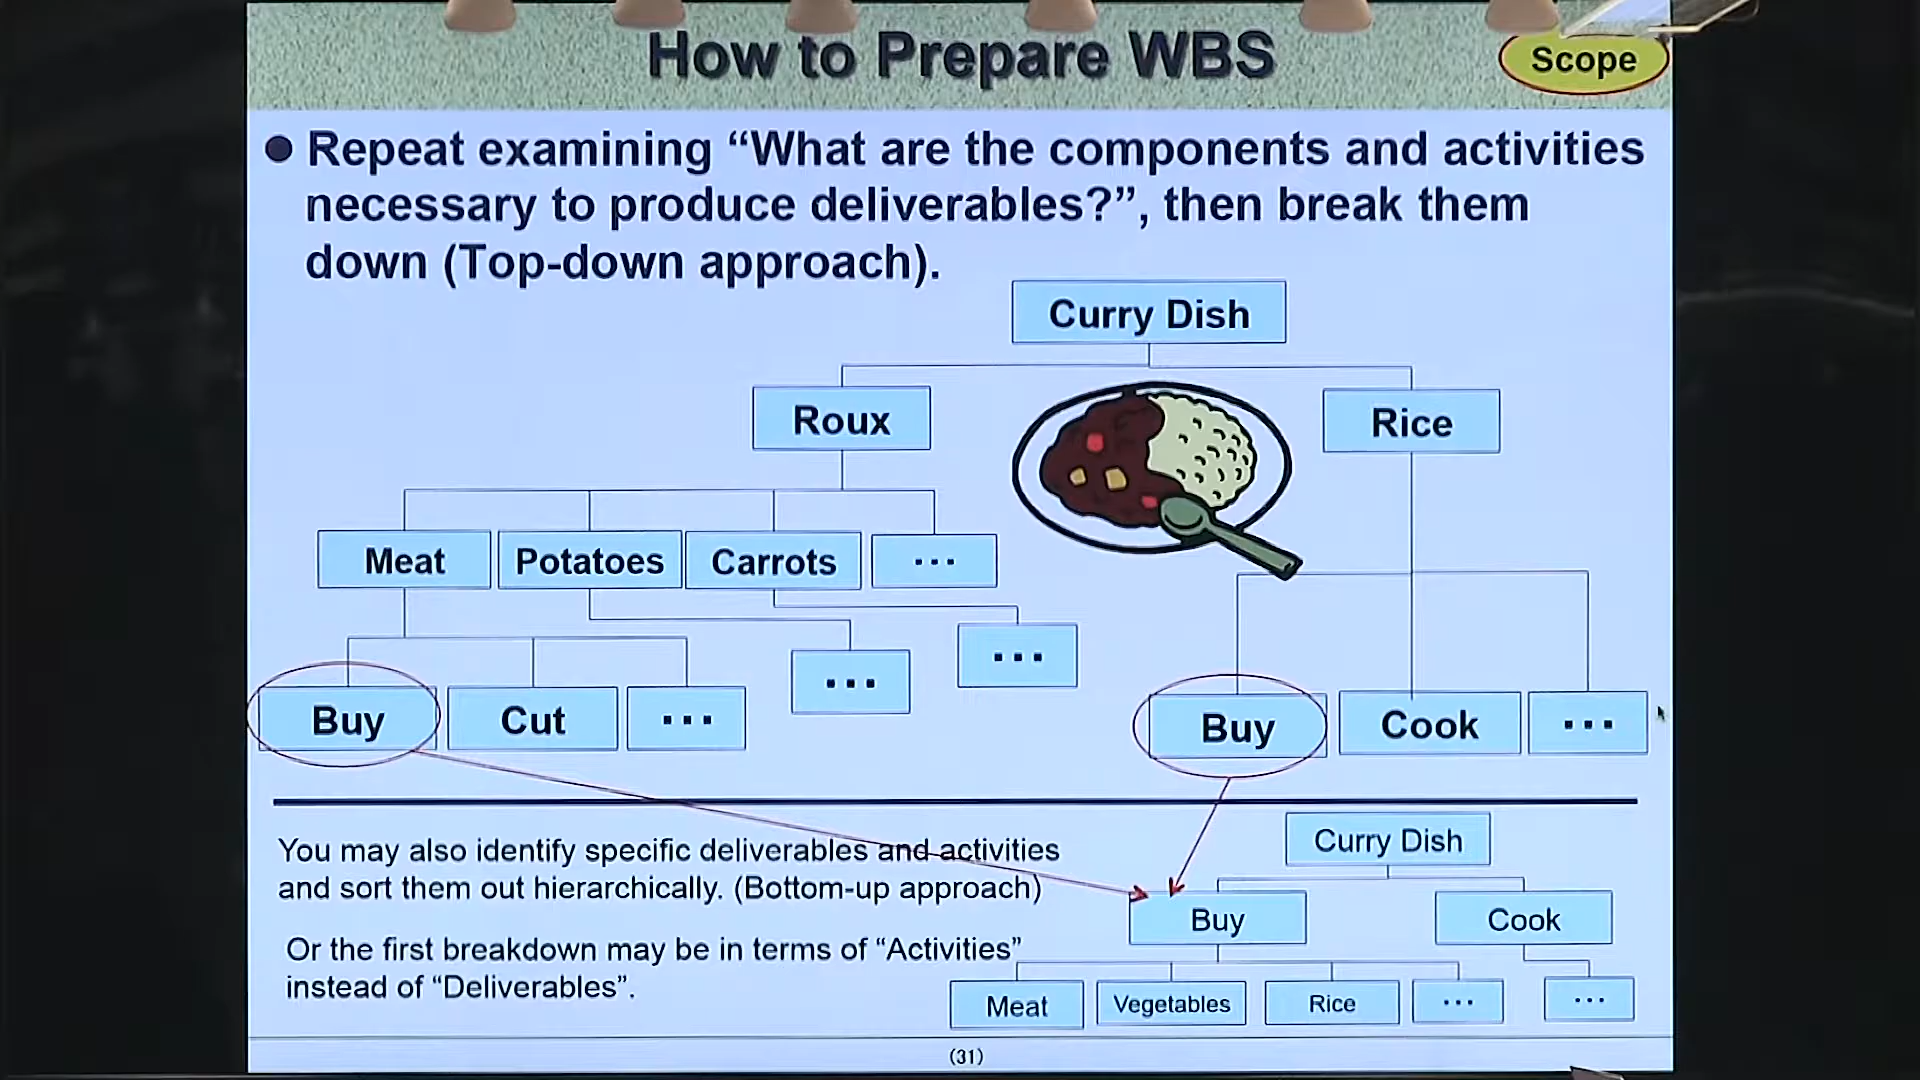 How to Prepare WBS
Scope
● Repeat examining “What are the components and activities
necessary to produce deliverables?”, then break them
down (Top-down approach).
Curry Dish
Roux
Rice
Meat
Potatoes
Carrots
...
...
...
Buy
Cut
...
Buy
Cook
...
You may also identify specific deliverables and activities
and sort them out hierarchically. (Bottom-up approach)
Or the first breakdown may be in terms of “Activities”
instead of “Deliverables”.
Curry Dish
Buy
Cook
Meat
Vegetables
Rice
...
...
(31)